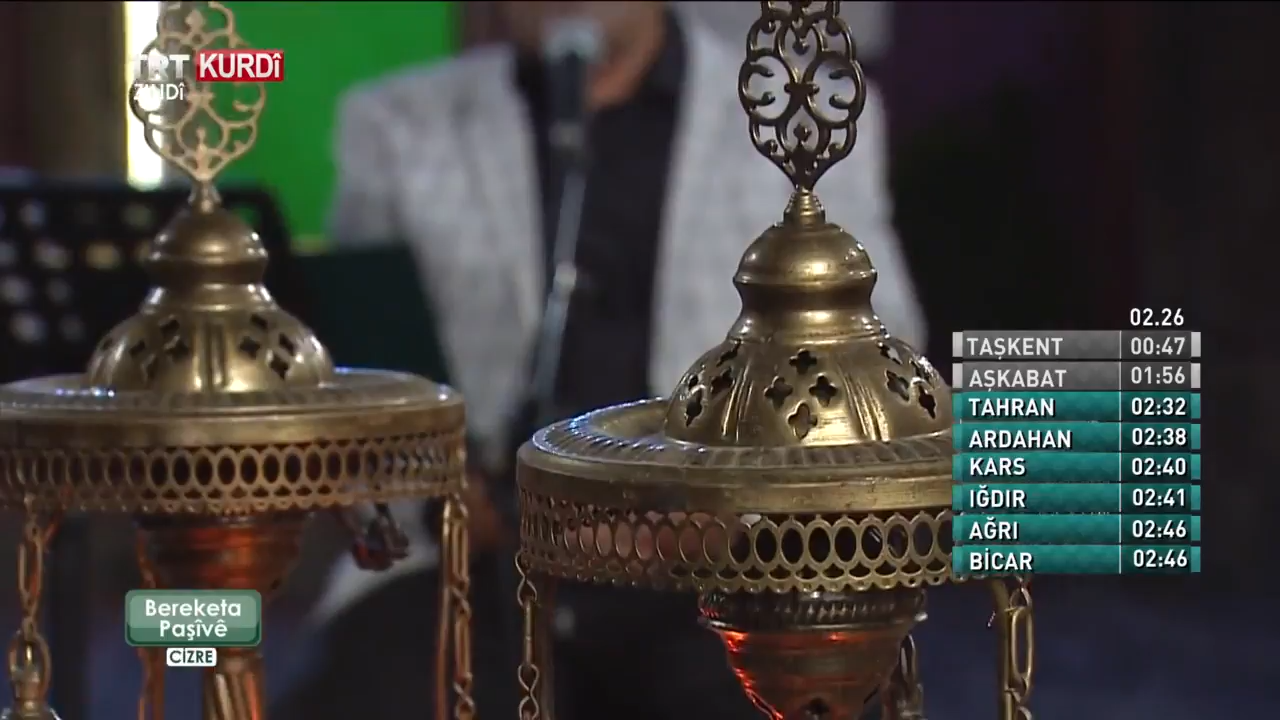 TRT KURDÎ
ZINDÎ
02.26
TAŞKENT 00:47
AŞKABAT 01:56
TAHRAN 02:32
ARDAHAN 02:38
KARS 02:40
IĞDIR 02:41
AĞRI 02:46
BİCAR 02:46
Bereketa
Paşîvê
CİZRE